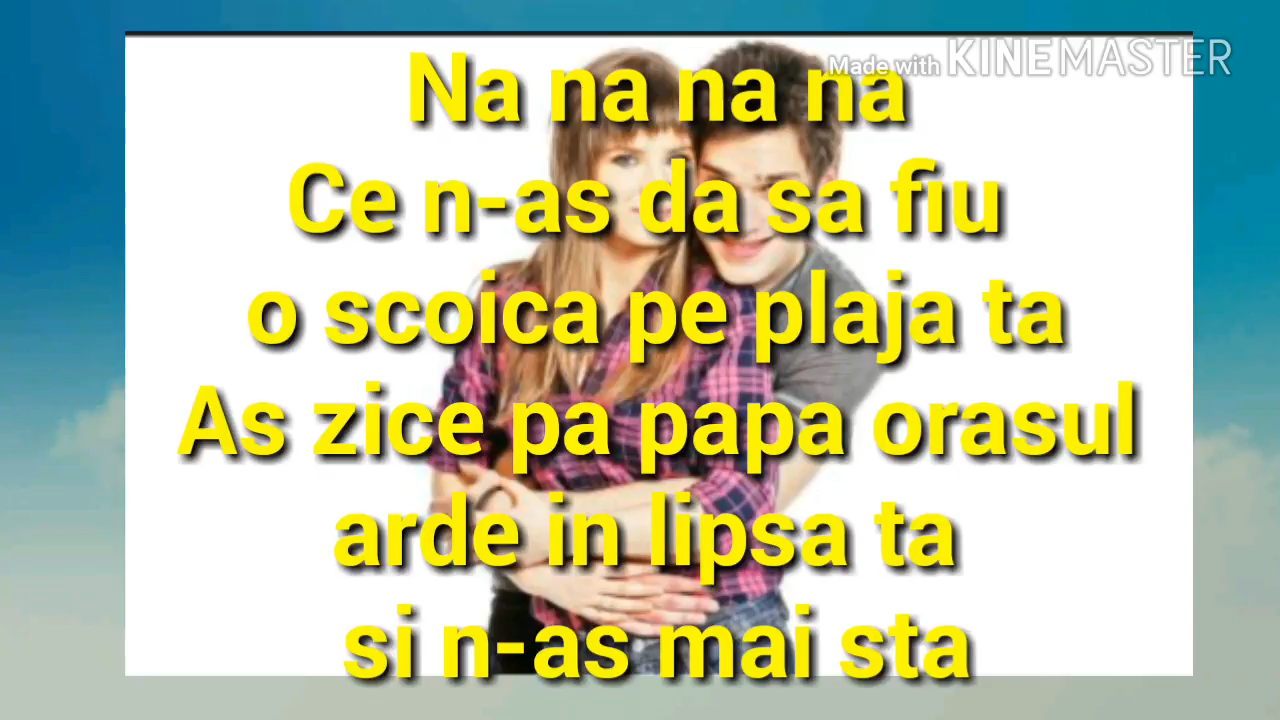 Made with KINEMASTER
Na na na na
Ce n-as da sa fiu
o scoica pe plaja ta
As zice pa papa orasul
arde in lipsa ta
si n-as mai sta